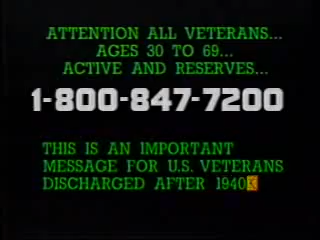 ATTENTION ALL VETERANS...
AGES 30 TO 69...
ACTIVE AND RESERVES...
1-800-847-7200
THIS IS AN IMPORTANT
MESSAGE FOR U.S. VETERANS
DISCHARGED AFTER 1940